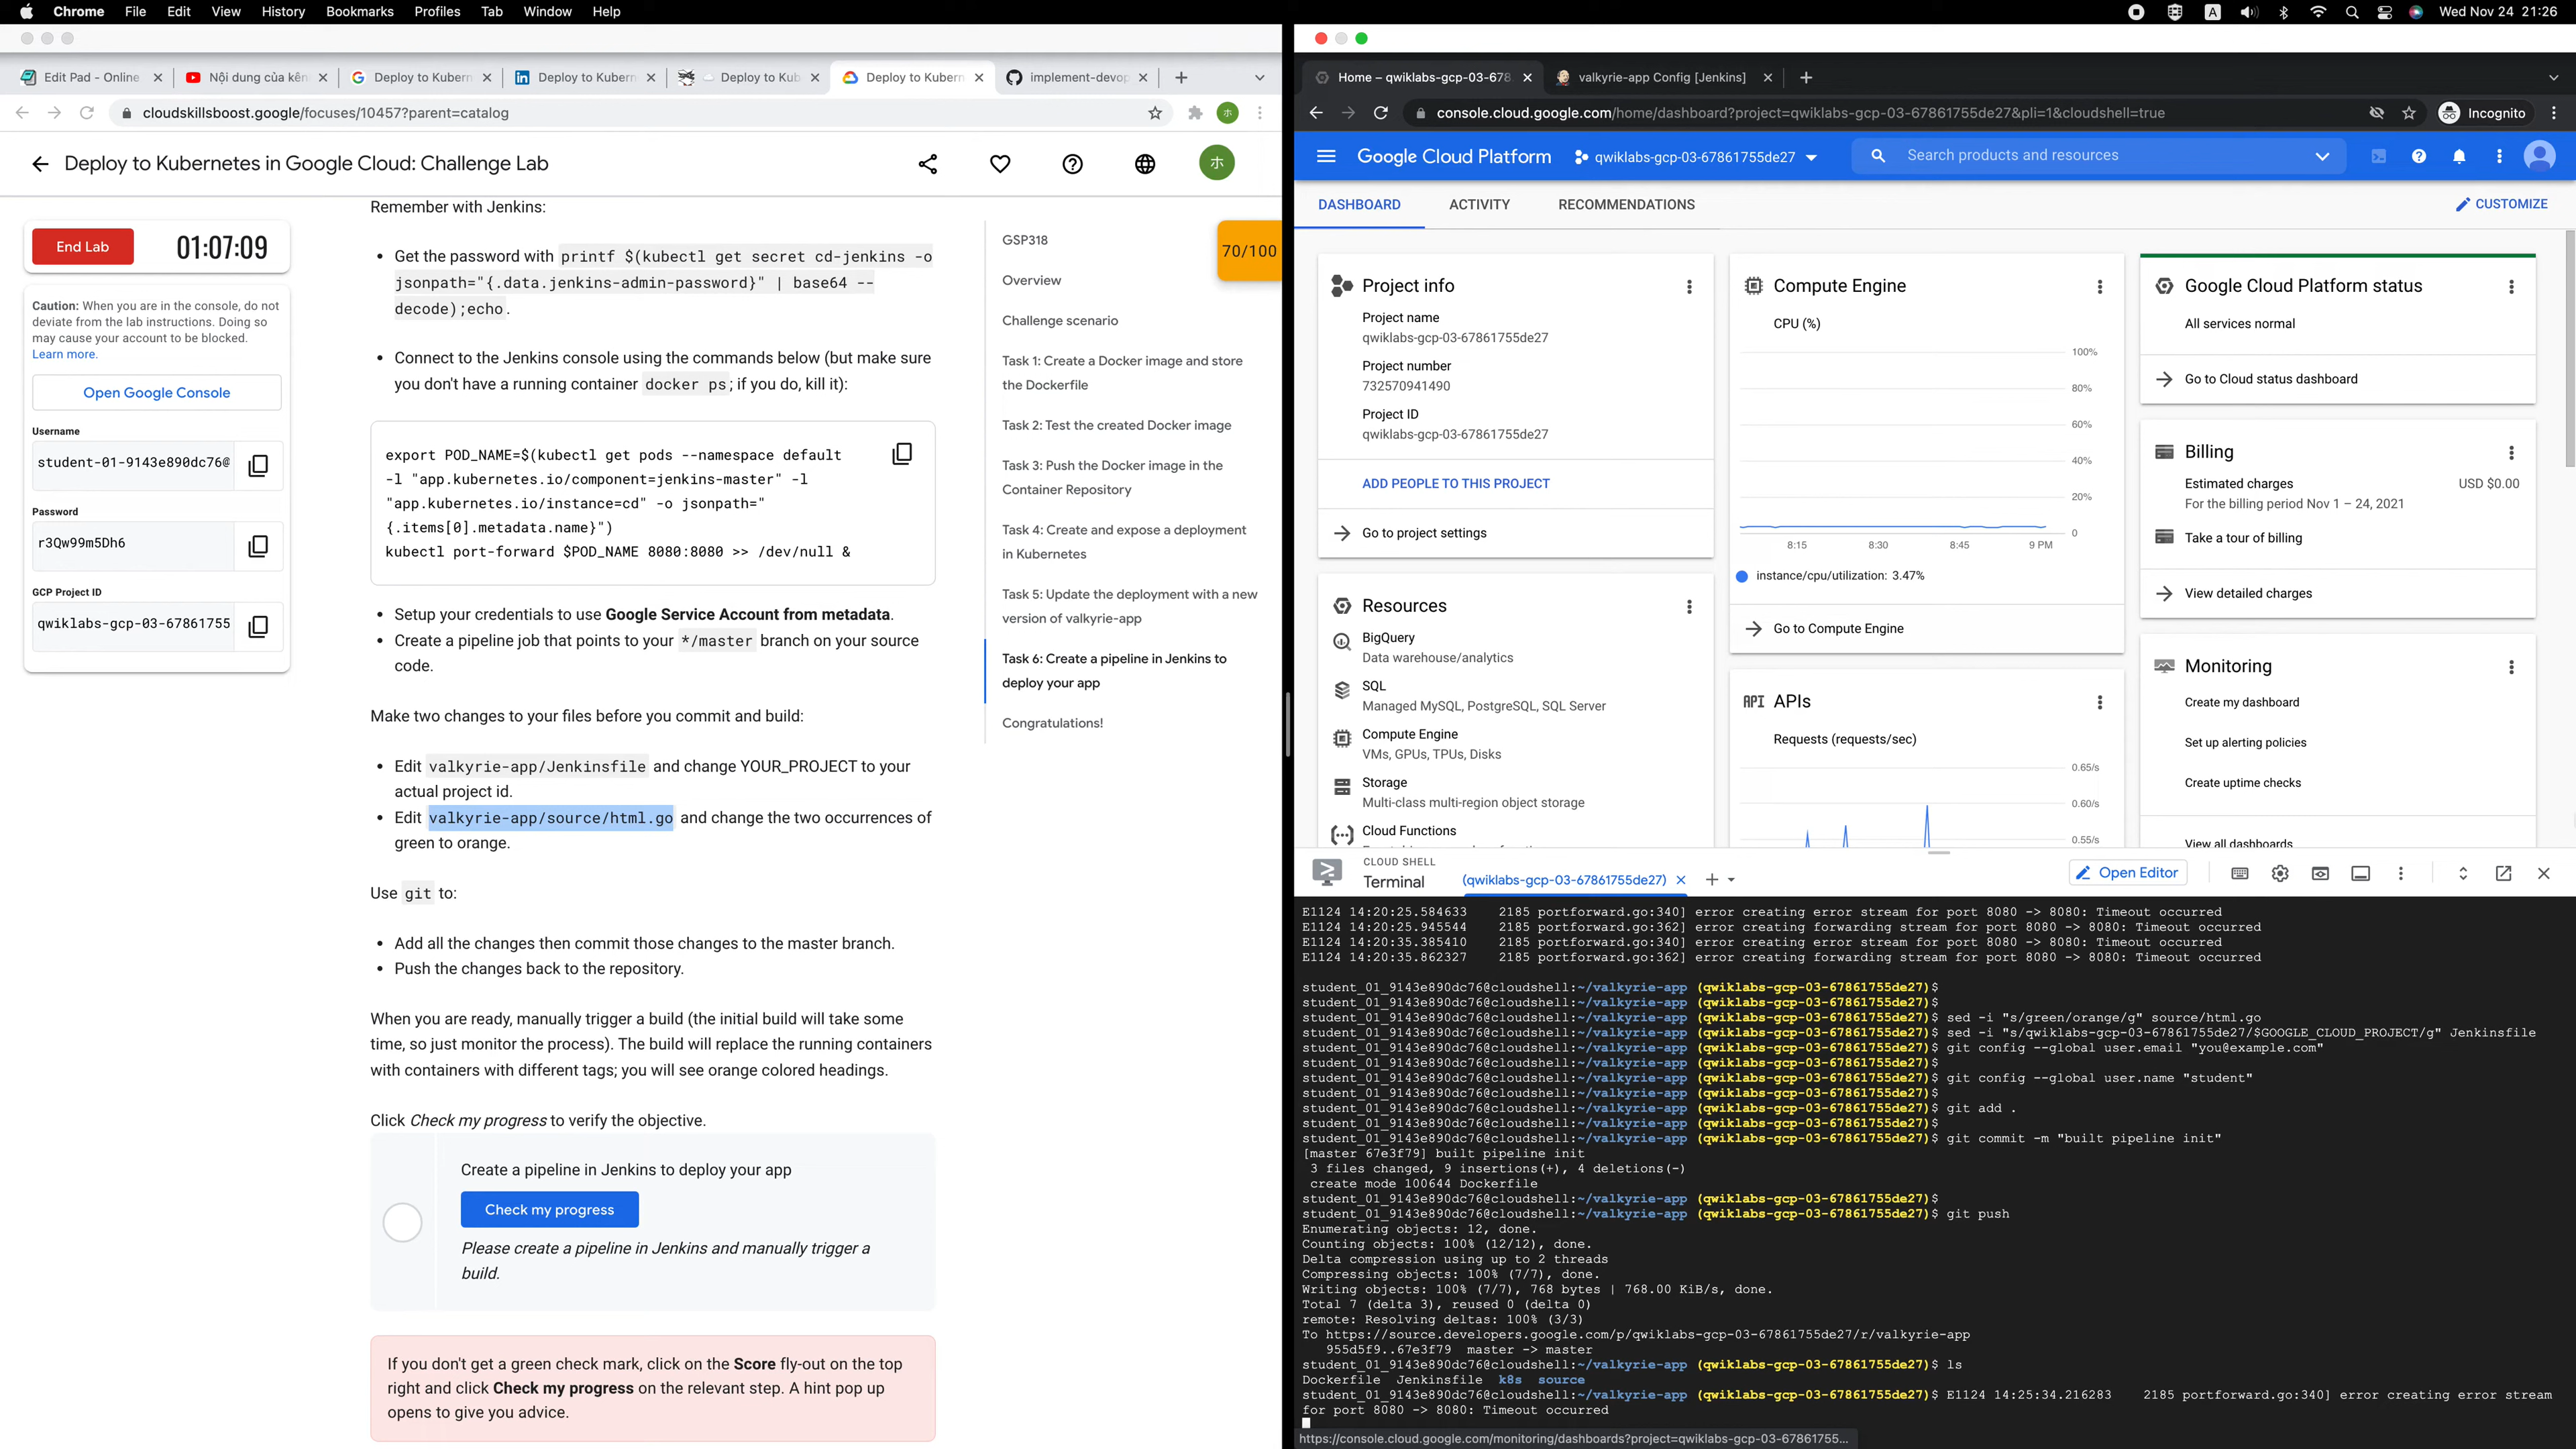 Chrome File Edit View History Bookmarks Profiles Tab Window Help
A Wed Nov 24 21:26
Edit Pad - Online
Nội dung của kên
Deploy to Kubern
Deploy to Kubern
Deploy to Kub
Deploy to Kubern
implement-devop
cloudskillsboost.google/focuses/10457?parent=catalog
ホ
Deploy to Kubernetes in Google Cloud: Challenge Lab
ホ
End Lab
01:07:09
Caution: When you are in the console, do not
deviate from the lab instructions. Doing so
may cause your account to be blocked.
Learn more.
Open Google Console
Username
student-01-9143e890dc76@
Password
r3Qw99m5Dh6
GCP Project ID
qwiklabs-gcp-03-67861755
Remember with Jenkins:
• Get the password with printf $(kubectl get secret cd-jenkins -o
jsonpath="{.data.jenkins-admin-password}" | base64 --
decode);echo.
• Connect to the Jenkins console using the commands below (but make sure
you don't have a running container docker ps; if you do, kill it):
export POD_NAME=$(kubectl get pods --namespace default
-l "app.kubernetes.io/component=jenkins-master" -l
"app.kubernetes.io/instance=cd" -o jsonpath="
{.items[0].metadata.name}")
kubectl port-forward $POD_NAME 8080:8080 >> /dev/null &
• Setup your credentials to use Google Service Account from metadata.
• Create a pipeline job that points to your */master branch on your source
code.
Make two changes to your files before you commit and build:
• Edit valkyrie-app/Jenkinsfile and change YOUR_PROJECT to your
actual project id.
• Edit valkyrie-app/source/html.go and change the two occurrences of
green to orange.
Use git to:
• Add all the changes then commit those changes to the master branch.
• Push the changes back to the repository.
When you are ready, manually trigger a build (the initial build will take some
time, so just monitor the process). The build will replace the running containers
with containers with different tags; you will see orange colored headings.
Click Check my progress to verify the objective.
Create a pipeline in Jenkins to deploy your app
Check my progress
Please create a pipeline in Jenkins and manually trigger a
build.
If you don't get a green check mark, click on the Score fly-out on the top
right and click Check my progress on the relevant step. A hint pop up
opens to give you advice.
GSP318
Overview
Challenge scenario
Task 1: Create a Docker image and store
the Dockerfile
Task 2: Test the created Docker image
Task 3: Push the Docker image in the
Container Repository
Task 4: Create and expose a deployment
in Kubernetes
Task 5: Update the deployment with a new
version of valkyrie-app
Task 6: Create a pipeline in Jenkins to
deploy your app
Congratulations!
70/100
Home – qwiklabs-gcp-03-678
valkyrie-app Config [Jenkins]
console.cloud.google.com/home/dashboard?project=qwiklabs-gcp-03-67861755de27&pli=1&cloudshell=true
Incognito
Google Cloud Platform
qwiklabs-gcp-03-67861755de27
Search products and resources
DASHBOARD
ACTIVITY
RECOMMENDATIONS
CUSTOMIZE
Project info
Project name
qwiklabs-gcp-03-67861755de27
Project number
732570941490
Project ID
qwiklabs-gcp-03-67861755de27
ADD PEOPLE TO THIS PROJECT
Go to project settings
Resources
BigQuery
Data warehouse/analytics
SQL
Managed MySQL, PostgreSQL, SQL Server
Compute Engine
VMs, GPUs, TPUs, Disks
Storage
Multi-class multi-region object storage
Cloud Functions
Compute Engine
CPU (%)
100%
80%
60%
40%
20%
0
8:15 8:30 8:45 9 PM
instance/cpu/utilization: 3.47%
Go to Compute Engine
API APIs
Requests (requests/sec)
0.65/s
0.60/s
0.55/s
Google Cloud Platform status
All services normal
Go to Cloud status dashboard
Billing
Estimated charges USD $0.00
For the billing period Nov 1 – 24, 2021
Take a tour of billing
View detailed charges
Monitoring
Create my dashboard
Set up alerting policies
Create uptime checks
View all dashboards
CLOUD SHELL
Terminal
(qwiklabs-gcp-03-67861755de27)
Open Editor
E1124 14:20:25.584633 2185 portforward.go:340] error creating error stream for port 8080 -> 8080: Timeout occurred
E1124 14:20:25.945544 2185 portforward.go:362] error creating forwarding stream for port 8080 -> 8080: Timeout occurred
E1124 14:20:35.385410 2185 portforward.go:340] error creating error stream for port 8080 -> 8080: Timeout occurred
E1124 14:20:35.862327 2185 portforward.go:362] error creating forwarding stream for port 8080 -> 8080: Timeout occurred
student_01_9143e890dc76@cloudshell:~/valkyrie-app (qwiklabs-gcp-03-67861755de27)$
student_01_9143e890dc76@cloudshell:~/valkyrie-app (qwiklabs-gcp-03-67861755de27)$
student_01_9143e890dc76@cloudshell:~/valkyrie-app (qwiklabs-gcp-03-67861755de27)$ sed -i "s/green/orange/g" source/html.go
student_01_9143e890dc76@cloudshell:~/valkyrie-app (qwiklabs-gcp-03-67861755de27)$ sed -i "s/qwiklabs-gcp-03-67861755de27/$GOOGLE_CLOUD_PROJECT/g" Jenkinsfile
student_01_9143e890dc76@cloudshell:~/valkyrie-app (qwiklabs-gcp-03-67861755de27)$ git config --global user.email "you@example.com"
student_01_9143e890dc76@cloudshell:~/valkyrie-app (qwiklabs-gcp-03-67861755de27)$
student_01_9143e890dc76@cloudshell:~/valkyrie-app (qwiklabs-gcp-03-67861755de27)$ git config --global user.name "student"
student_01_9143e890dc76@cloudshell:~/valkyrie-app (qwiklabs-gcp-03-67861755de27)$
student_01_9143e890dc76@cloudshell:~/valkyrie-app (qwiklabs-gcp-03-67861755de27)$ git add .
student_01_9143e890dc76@cloudshell:~/valkyrie-app (qwiklabs-gcp-03-67861755de27)$
student_01_9143e890dc76@cloudshell:~/valkyrie-app (qwiklabs-gcp-03-67861755de27)$ git commit -m "built pipeline init"
[master 67e3f79] built pipeline init
3 files changed, 9 insertions(+), 4 deletions(-)
create mode 100644 Dockerfile
student_01_9143e890dc76@cloudshell:~/valkyrie-app (qwiklabs-gcp-03-67861755de27)$
student_01_9143e890dc76@cloudshell:~/valkyrie-app (qwiklabs-gcp-03-67861755de27)$ git push
Enumerating objects: 12, done.
Counting objects: 100% (12/12), done.
Delta compression using up to 2 threads
Compressing objects: 100% (7/7), done.
Writing objects: 100% (7/7), 768 bytes | 768.00 KiB/s, done.
Total 7 (delta 3), reused 0 (delta 0)
remote: Resolving deltas: 100% (3/3)
To https://source.developers.google.com/p/qwiklabs-gcp-03-67861755de27/r/valkyrie-app
955d5f9..67e3f79 master -> master
student_01_9143e890dc76@cloudshell:~/valkyrie-app (qwiklabs-gcp-03-67861755de27)$ ls
Dockerfile Jenkinsfile k8s source
student_01_9143e890dc76@cloudshell:~/valkyrie-app (qwiklabs-gcp-03-67861755de27)$ E1124 14:25:34.216283 2185 portforward.go:340] error creating error stream
for port 8080 -> 8080: Timeout occurred
https://console.cloud.google.com/monitoring/dashboards?project=qwiklabs-gcp-03-67861755...